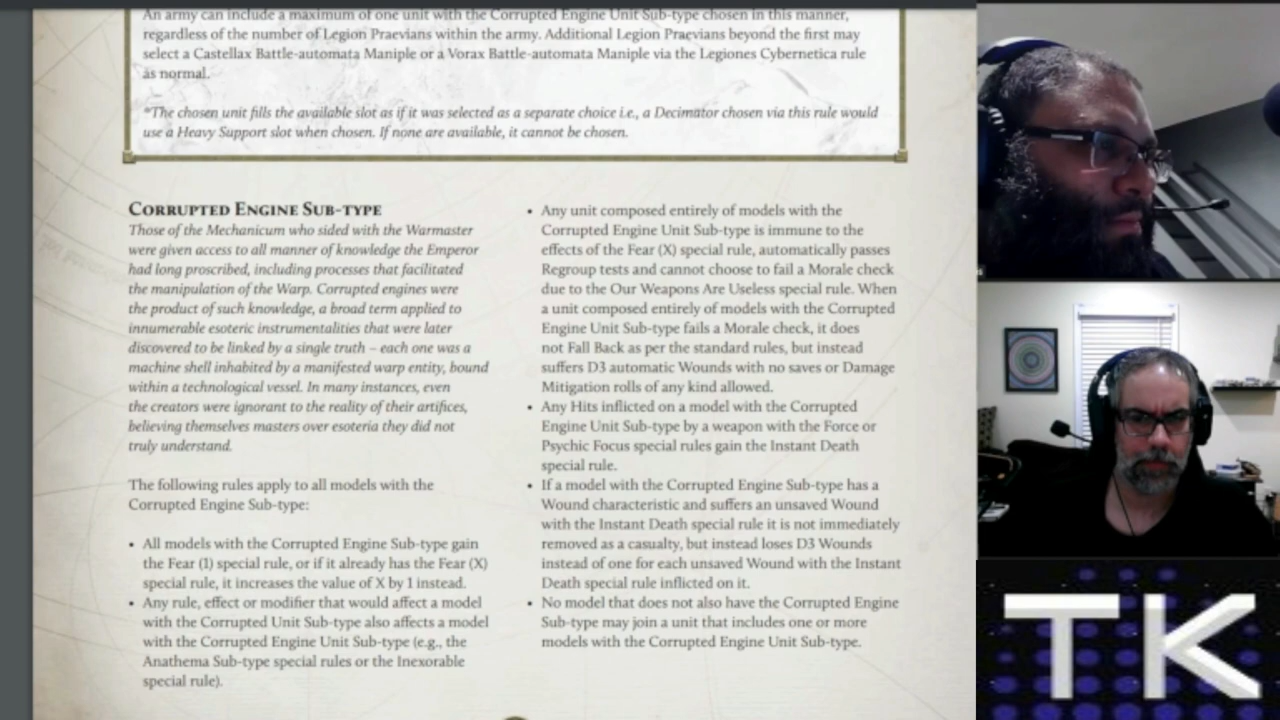 An army can include a maximum of one unit with the Corrupted Engine Unit Sub-type chosen in this manner,
regardless of the number of Legion Praevians within the army. Additional Legion Praevians beyond the first may
select a Castellax Battle-automata Maniple or a Vorax Battle-automata Maniple via the Legiones Cybernetica rule
as normal.
*The chosen unit fills the available slot as if it was selected as a separate choice i.e., a Decimator chosen via this rule would
use a Heavy Support slot when chosen. If none are available, it cannot be chosen.
CORRUPTED ENGINE SUB-TYPE
Those of the Mechanicum who sided with the Warmaster
were given access to all manner of knowledge the Emperor
had long proscribed, including processes that facilitated
the manipulation of the Warp. Corrupted engines were
the product of such knowledge, a broad term applied to
innumerable esoteric instrumentalities that were later
discovered to be linked by a single truth – each one was a
machine shell inhabited by a manifested warp entity, bound
within a technological vessel. In many instances, even
the creators were ignorant to the reality of their artifices,
believing themselves masters over esoteria they did not
truly understand.
The following rules apply to all models with the
Corrupted Engine Sub-type:
• All models with the Corrupted Engine Sub-type gain
the Fear (1) special rule, or if it already has the Fear (X)
special rule, it increases the value of X by 1 instead.
• Any rule, effect or modifier that would affect a model
with the Corrupted Unit Sub-type also affects a model
with the Corrupted Engine Unit Sub-type (e.g., the
Anathema Sub-type special rules or the Inexorable
special rule).
• Any unit composed entirely of models with the
Corrupted Engine Unit Sub-type is immune to the
effects of the Fear (X) special rule, automatically passes
Regroup tests and cannot choose to fail a Morale check
due to the Our Weapons Are Useless special rule. When
a unit composed entirely of models with the Corrupted
Engine Unit Sub-type fails a Morale check, it does
not Fall Back as per the standard rules, but instead
suffers D3 automatic Wounds with no saves or Damage
Mitigation rolls of any kind allowed.
• Any Hits inflicted on a model with the Corrupted
Engine Unit Sub-type by a weapon with the Force or
Psychic Focus special rules gain the Instant Death
special rule.
• If a model with the Corrupted Engine Sub-type has a
Wound characteristic and suffers an unsaved Wound
with the Instant Death special rule it is not immediately
removed as a casualty, but instead loses D3 Wounds
instead of one for each unsaved Wound with the Instant
Death special rule inflicted on it.
• No model that does not also have the Corrupted Engine
Sub-type may join a unit that includes one or more
models with the Corrupted Engine Unit Sub-type.
TK